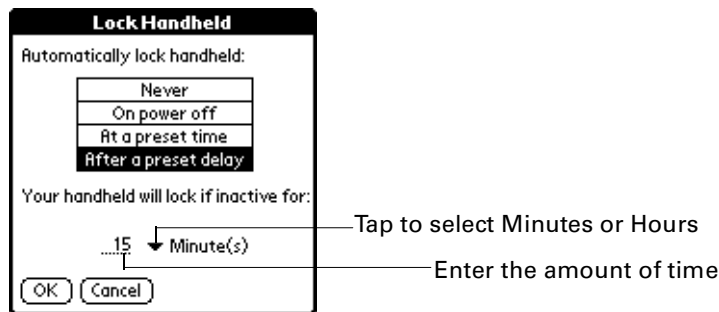 Lock Handheld
Automatically lock handheld:
Never
On power off
At a preset time
After a preset delay
Your handheld will lock if inactive for:
15 Minute(s)
Tap to select Minutes or Hours
Enter the amount of time
OK Cancel